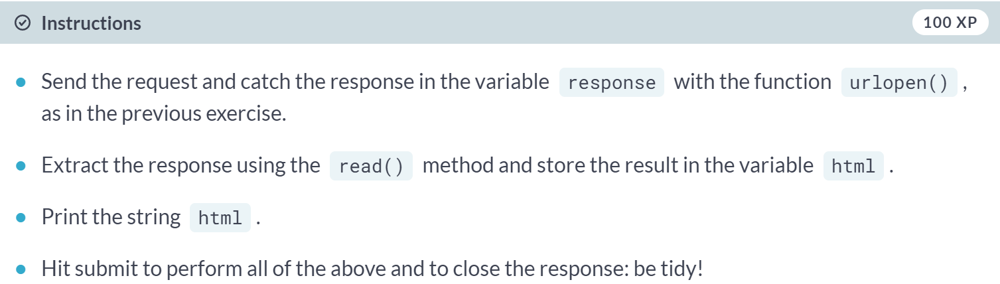 Instructions
100 XP
Send the request and catch the response in the variable response with the function urlopen() ,
as in the previous exercise.
Extract the response using the read() method and store the result in the variable html .
Print the string html .
Hit submit to perform all of the above and to close the response: be tidy!